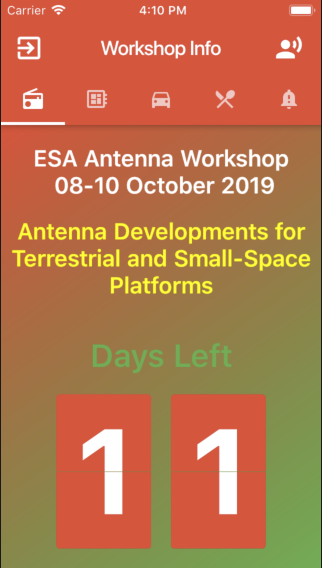 Carrier 4:10 PM
Workshop Info
ESA Antenna Workshop
08-10 October 2019
Antenna Developments for
Terrestrial and Small-Space
Platforms
Days Left
1 1